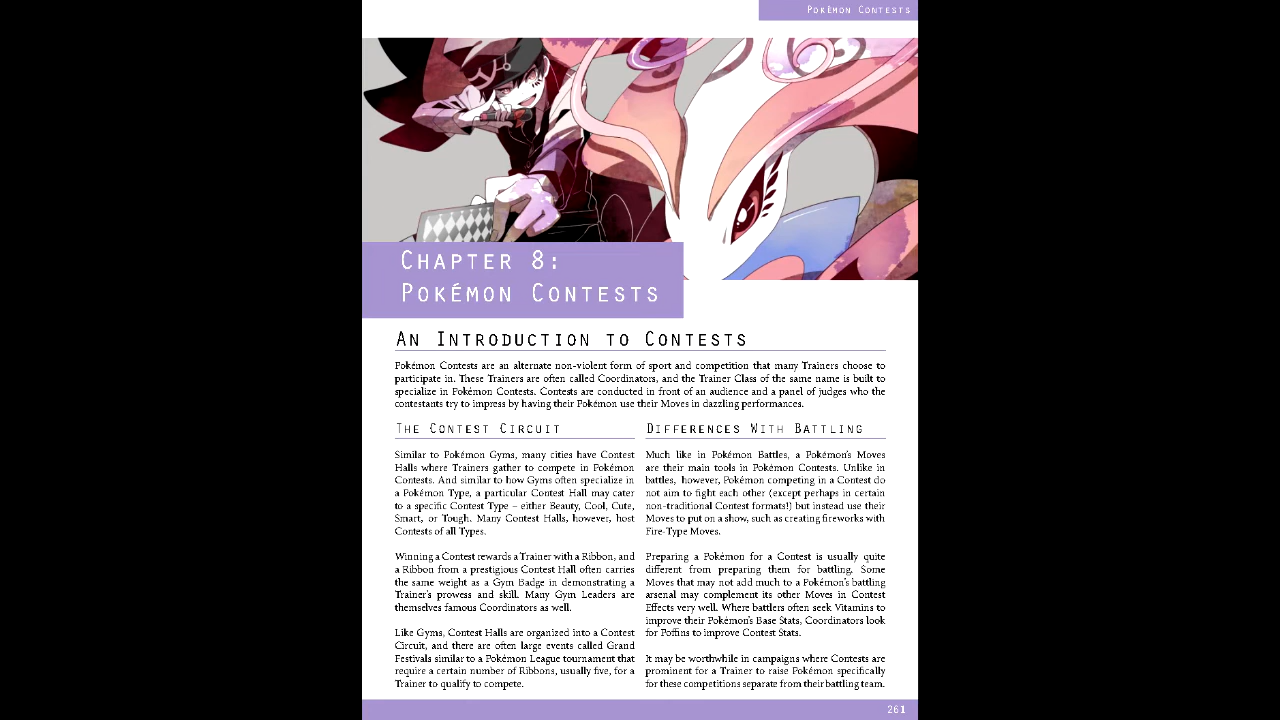 Pokémon Contests
Chapter 8:
Pokémon Contests
An Introduction to Contests
Pokémon Contests are an alternate non-violent form of sport and competition that many Trainers choose to
participate in. These Trainers are often called Coordinators, and the Trainer Class of the same name is built to
specialize in Pokémon Contests. Contests are conducted in front of an audience and a panel of judges who the
contestants try to impress by having their Pokémon use their Moves in dazzling performances.
The Contest Circuit
Similar to Pokémon Gyms, many cities have Contest
Halls where Trainers gather to compete in Pokémon
Contests. And similar to how Gyms often specialize in
a Pokémon Type, a particular Contest Hall may cater
to a specific Contest Type – either Beauty, Cool, Cute,
Smart, or Tough. Many Contest Halls, however, host
Contests of all Types.
Winning a Contest rewards a Trainer with a Ribbon, and
a Ribbon from a prestigious Contest Hall often carries
the same weight as a Gym Badge in demonstrating a
Trainer's prowess and skill. Many Gym Leaders are
themselves famous Coordinators as well.
Like Gyms, Contest Halls are organized into a Contest
Circuit, and there are often large events called Grand
Festivals similar to a Pokémon League tournament that
require a certain number of Ribbons, usually five, for a
Trainer to qualify to compete.
Differences With Battling
Much like in Pokémon Battles, a Pokémon's Moves
are their main tools in Pokémon Contests. Unlike in
battles, however, Pokémon competing in a Contest do
not aim to fight each other (except perhaps in certain
non-traditional Contest formats!) but instead use their
Moves to put on a show, such as creating fireworks with
Fire-Type Moves.
Preparing a Pokémon for a Contest is usually quite
different from preparing them for battling. Some
Moves that may not add much to a Pokémon's battling
arsenal may complement its other Moves in Contest
Effects very well. Where battlers often seek Vitamins to
improve their Pokémon's Base Stats, Coordinators look
for Poffins to improve Contest Stats.
It may be worthwhile in campaigns where Contests are
prominent for a Trainer to raise Pokémon specifically
for these competitions separate from their battling team.
261